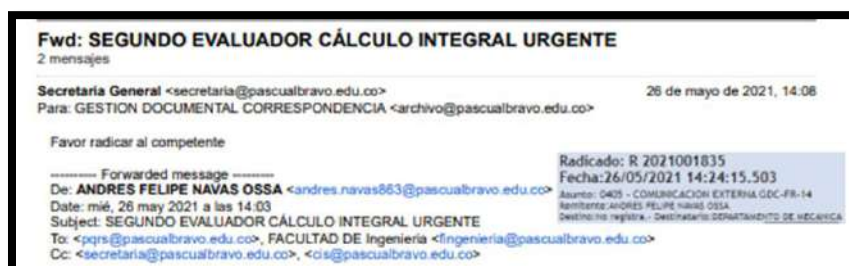 Fwd: SEGUNDO EVALUADOR CÁLCULO INTEGRAL URGENTE
2 mensajes
Secretaria General <secretaria@pascualbravo.edu.co> 26 de mayo de 2021, 14:08
Para: GESTION DOCUMENTAL CORRESPONDENCIA <archivo@pascualbravo.edu.co>
Favor radicar al competente
---------- Forwarded message ---------
De: ANDRES FELIPE NAVAS OSSA <andres.navas863@pascualbravo.edu.co>
Date: mié, 26 may 2021 a las 14:03
Subject: SEGUNDO EVALUADOR CÁLCULO INTEGRAL URGENTE
To: <pqrs@pascualbravo.edu.co>, FACULTAD DE Ingenieria <fingenieria@pascualbravo.edu.co>
Cc: <secretaria@pascualbravo.edu.co>, <cis@pascualbravo.edu.co>
Radicado: R 2021001835
Fecha:26/05/2021 14:24:15.503
Asunto: 0405 - COMUNICACION EXTERNA GDC-FR-14
Remitente:ANDRES FELIPE NAVAS OSSA
Destino:no registra.- Destinatario:DEPARTAMENTO DE MECANICA